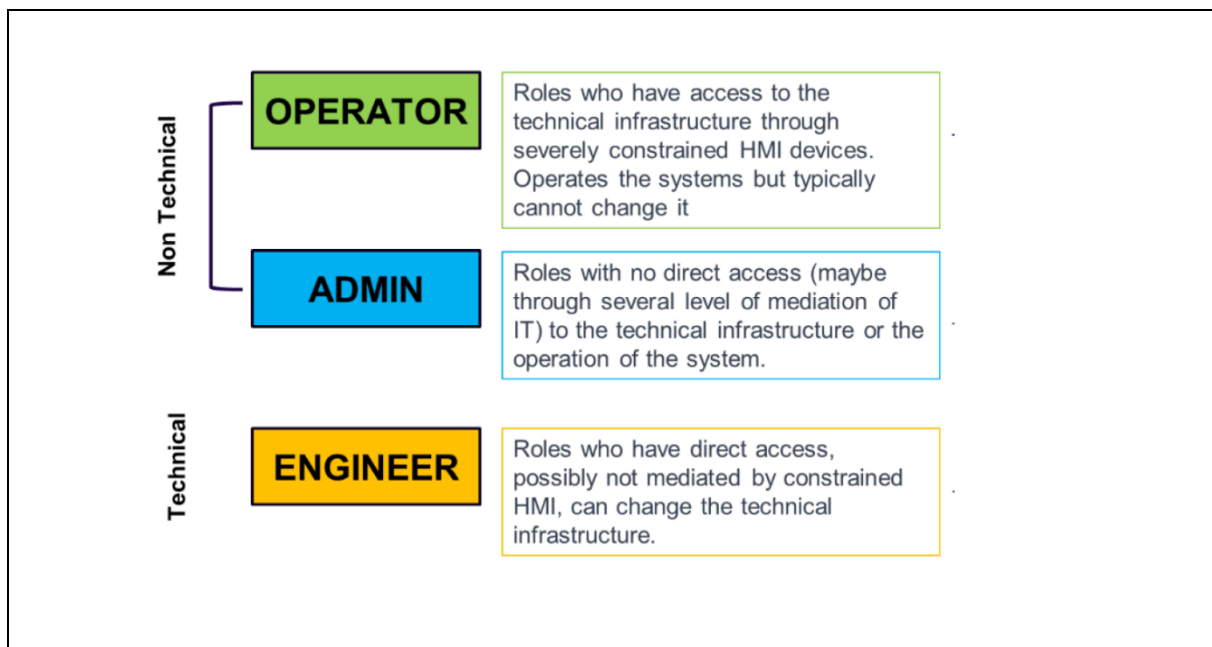 Non Technical
OPERATOR
Roles who have access to the
technical infrastructure through
severely constrained HMI devices.
Operates the systems but typically
cannot change it
.
ADMIN
Roles with no direct access (maybe
through several level of mediation of
IT) to the technical infrastructure or the
operation of the system.
.
Technical
ENGINEER
Roles who have direct access,
possibly not mediated by constrained
HMI, can change the technical
infrastructure.
.